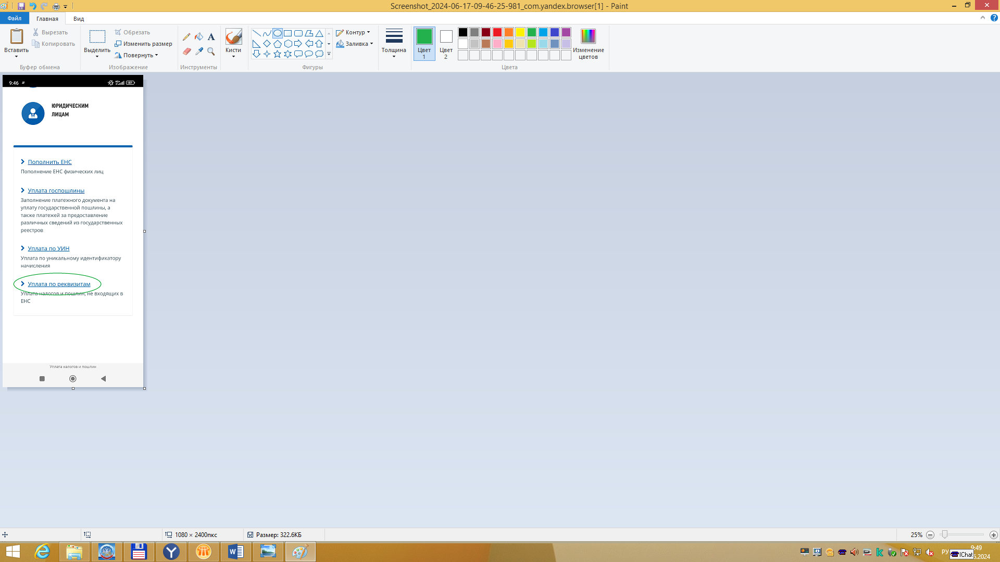 Screenshot_2024-06-17-09-46-25-981_com.yandex.browser[1] - Paint
Файл
Главная
Вид
Вставить
Вырезать
Копировать
Буфер обмена
Выделить
Обрезать
Изменить размер
Повернуть
Изображение
Инструменты
Кисти
Фигуры
Контур
Заливка
Толщина
Цвет
1
Цвет
2
Изменение
цветов
Цвета
9:46
ЮРИДИЧЕСКИМ
ЛИЦАМ
Пополнить ЕНС
Пополнение ЕНС физических лиц
Уплата госпошлины
Заполнение платежного документа на
уплату государственной пошлины, а
также платежей за предоставление
различных сведений из государственных
реестров
Уплата по УИН
Уплата по уникальному идентификатору
начисления
Уплата по реквизитам
Уплата налогов и пошлин, не входящих в
ЕНС
Уплата налогов и пошлин
1080 × 2400пкс
Размер: 322.6КБ
25%
РУ
9:49
IChat
.2024